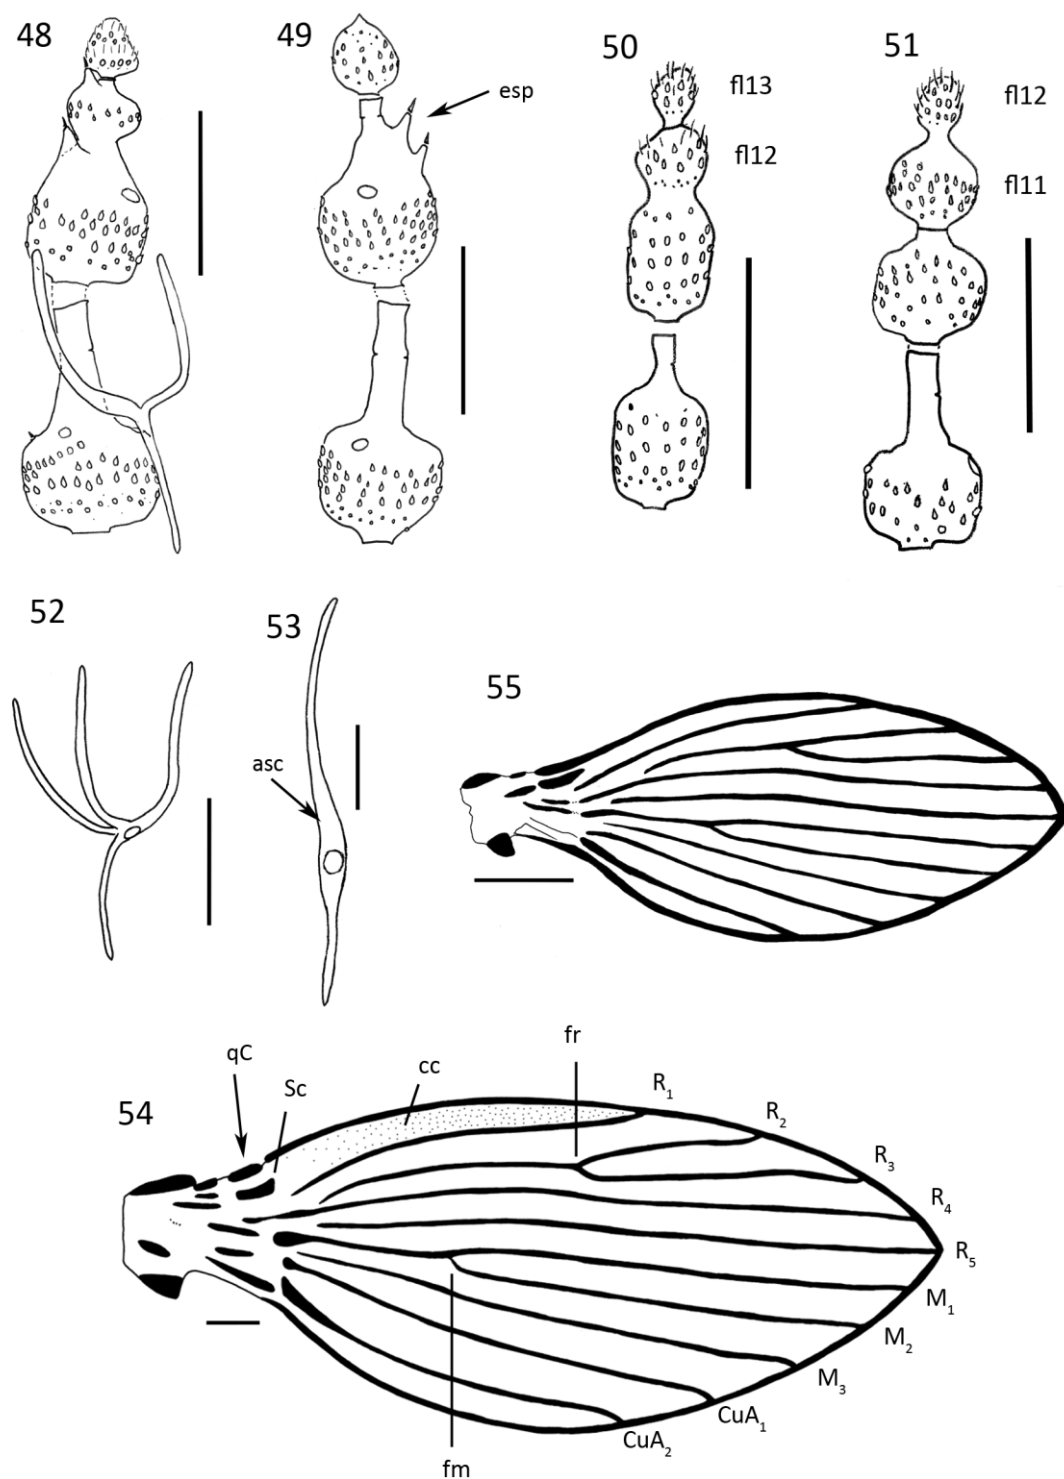 48
49
esp
50
fl13
fl12
51
fl12
fl11
52
53
asc
55
54
qC
Sc
cc
fr
R₁
R₂
R₃
R₄
R₅
M₁
M₂
M₃
CuA₁
CuA₂
fm